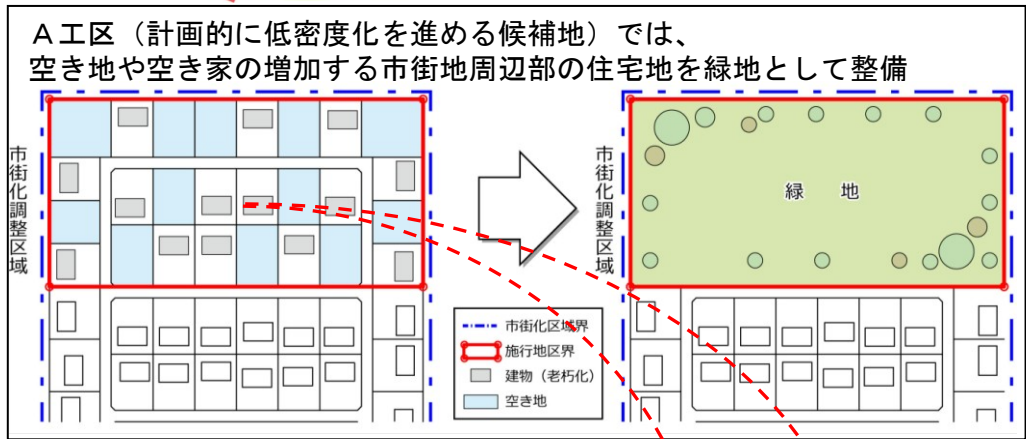 A工区（計画的に低密度化を進める候補地）では、
空き地や空き家の増加する市街地周辺部の住宅地を緑地として整備
市街化調整区域
市街化調整区域
緑　地
市街化区域界
施行地区界
建物（老朽化）
空き地